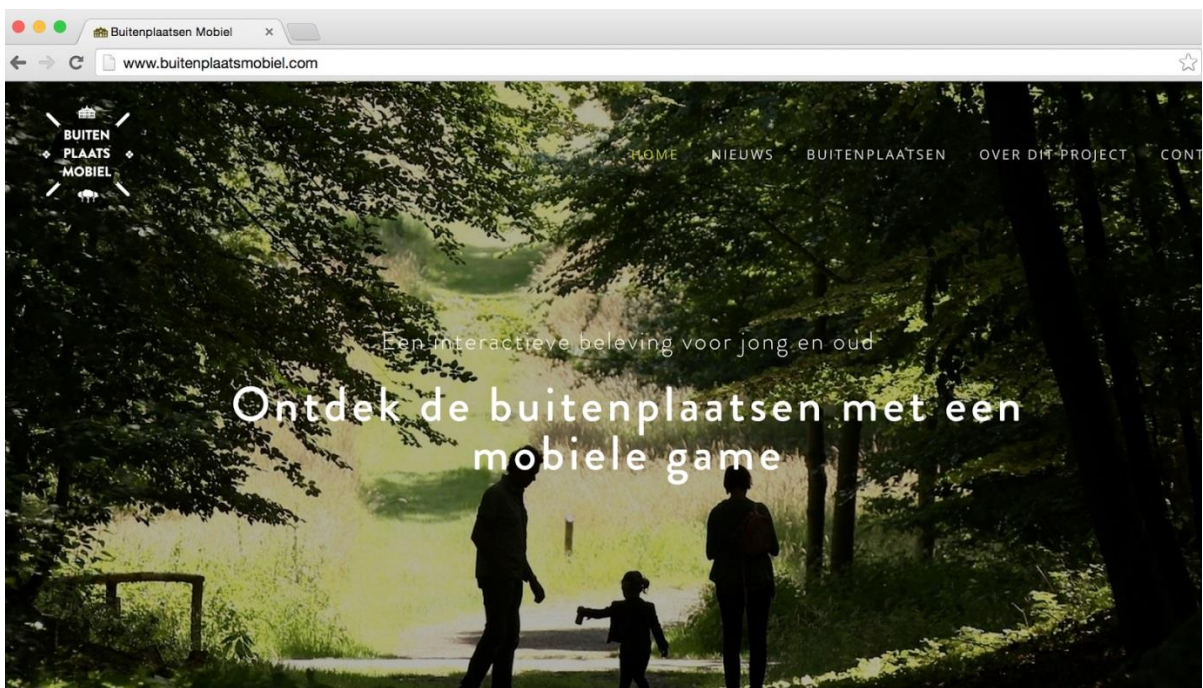 Buitenplaatsen Mobiel
www.buitenplaatsmobiel.com
BUITEN
PLAATS
MOBIEL
HOME NIEUWS BUITENPLAATSEN OVER DIT PROJECT CONT
Een interactieve beleving voor jong en oud
Ontdek de buitenplaatsen met een
mobiele game